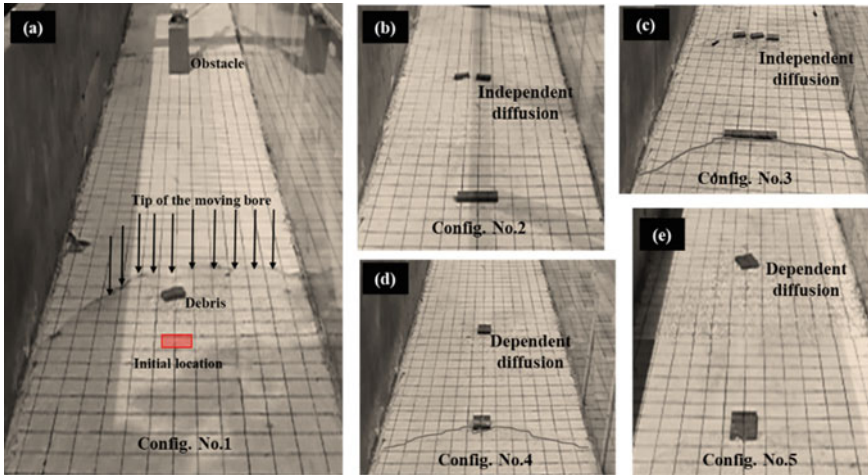 (a)
Obstacle
Tip of the moving bore
Debris
Initial location
Config. No.1
(b)
Independent
diffusion
Config. No.2
(c)
Independent
diffusion
Config. No.3
(d)
Dependent
diffusion
Config. No.4
(e)
Dependent
diffusion
Config. No.5